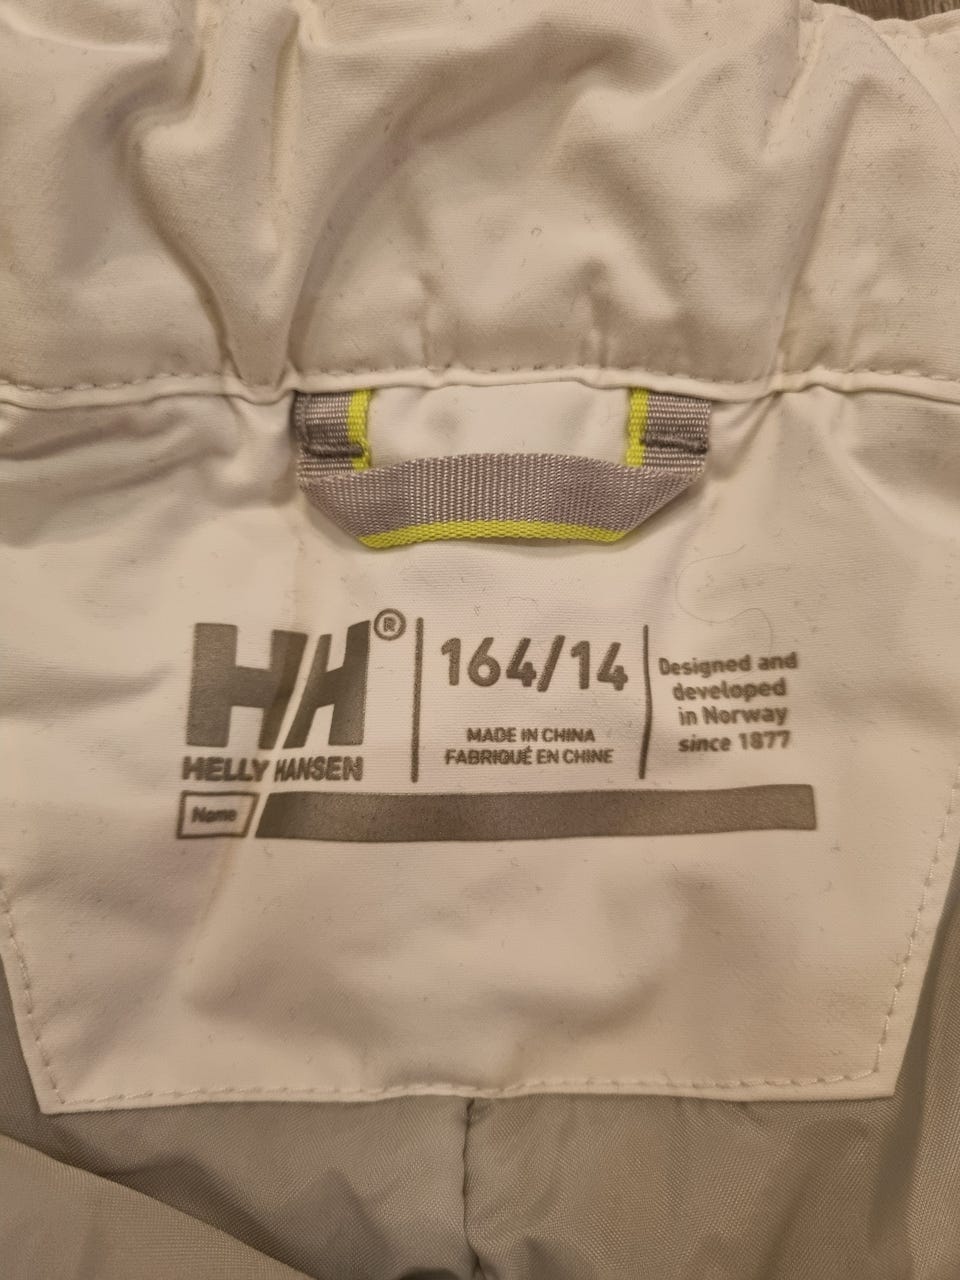 HH®
HELLY HANSEN
Name
164/14
MADE IN CHINA
FABRIQUÉ EN CHINE
Designed and
developed
in Norway
since 1877